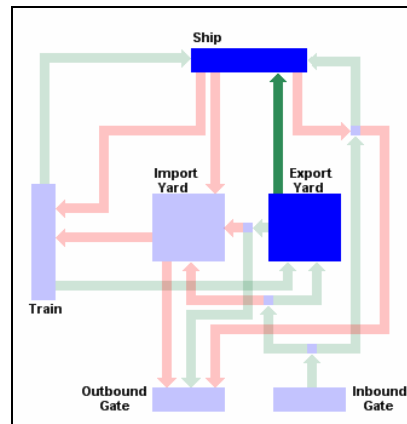 Ship
Import
Yard
Export
Yard
Train
Outbound
Gate
Inbound
Gate